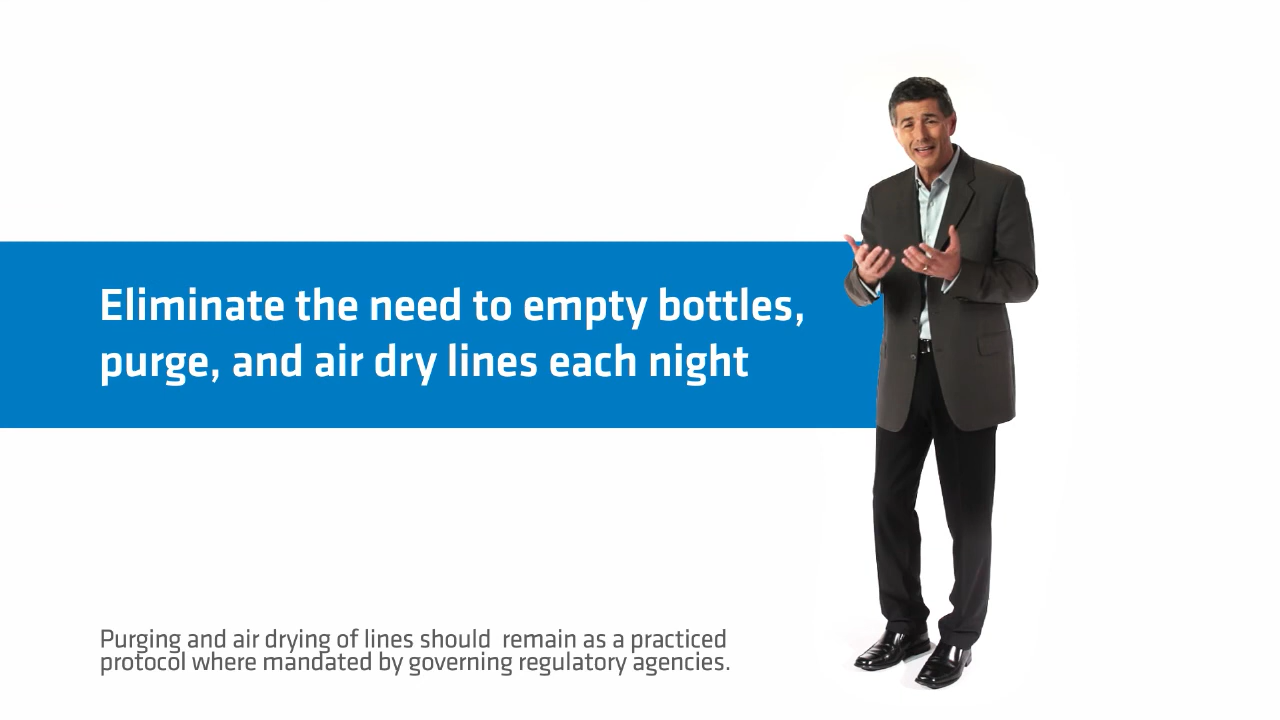 Eliminate the need to empty bottles,
purge, and air dry lines each night
Purging and air drying of lines should remain as a practiced
protocol where mandated by governing regulatory agencies.